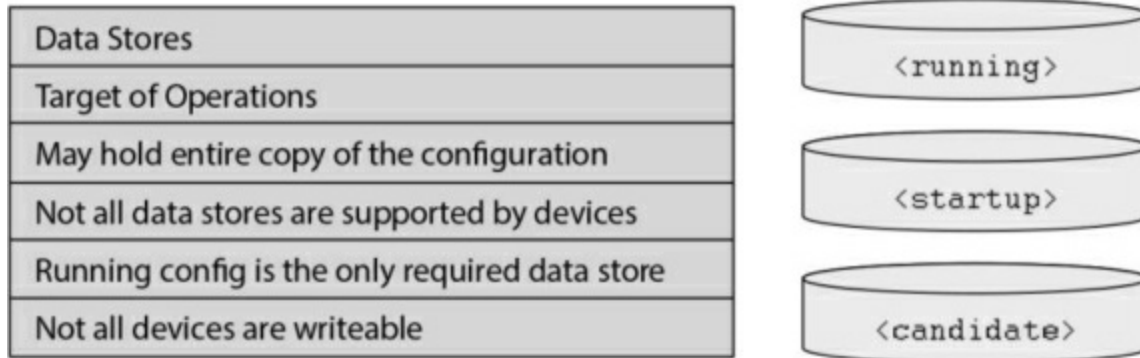 Data Stores
Target of Operations
May hold entire copy of the configuration
Not all data stores are supported by devices
Running config is the only required data store
Not all devices are writeable
<running>
<startup>
<candidate>